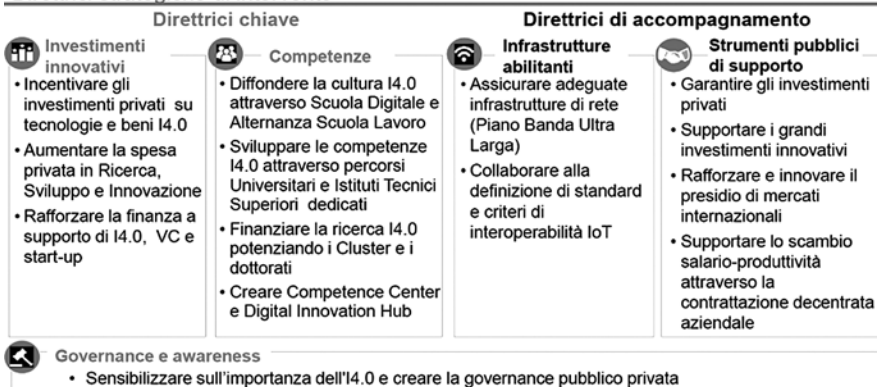 Direttrici chiave
Direttrici di accompagnamento
Investimenti
innovativi
• Incentivare gli
investimenti privati su
tecnologie e beni I4.0
• Aumentare la spesa
privata in Ricerca,
Sviluppo e Innovazione
• Rafforzare la finanza a
supporto di I4.0, VC e
start-up
Competenze
• Diffondere la cultura I4.0
attraverso Scuola Digitale e
Alternanza Scuola Lavoro
• Sviluppare le competenze
I4.0 attraverso percorsi
Universitari e Istituti Tecnici
Superiori dedicati
• Finanziare la ricerca I4.0
potenziando i Cluster e i
dottorati
• Creare Competence Center
e Digital Innovation Hub
Infrastrutture
abilitanti
• Assicurare adeguate
infrastrutture di rete
(Piano Banda Ultra
Larga)
• Collaborare alla
definizione di standard
e criteri di
interoperabilità IoT
Strumenti pubblici
di supporto
• Garantire gli investimenti
privati
• Supportare i grandi
investimenti innovativi
• Rafforzare e innovare il
presidio di mercati
internazionali
• Supportare lo scambio
salario-produttività
attraverso la
contrattazione decentrata
aziendale
Governance e awareness
• Sensibilizzare sull'importanza dell'I4.0 e creare la governance pubblico privata